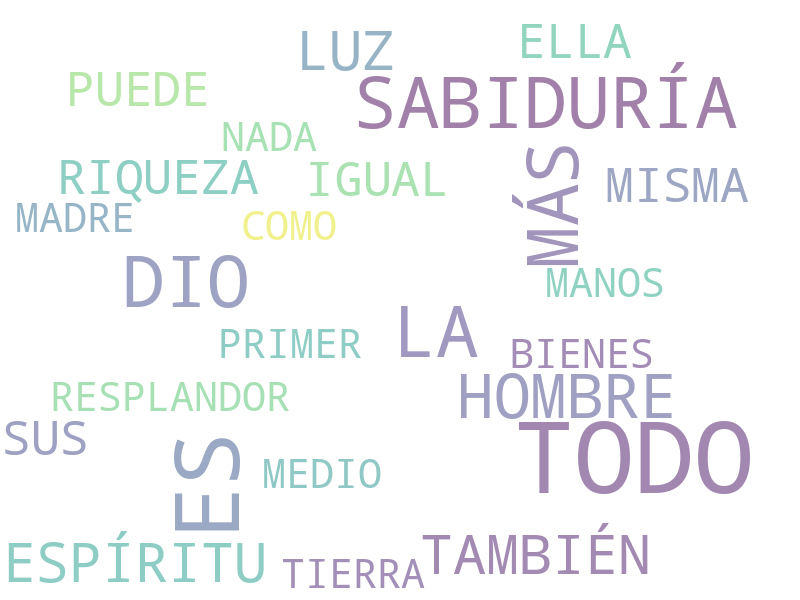 LUZ
ELLA
PUEDE
SABIDURÍA
NADA
RIQUEZA
IGUAL
MÁS
MISMA
MADRE
COMO
DIO
MANOS
LA
PRIMER
BIENES
RESPLANDOR
HOMBRE
SUS
TODO
ES
MEDIO
ESPÍRITU
TIERRA
TAMBIÉN